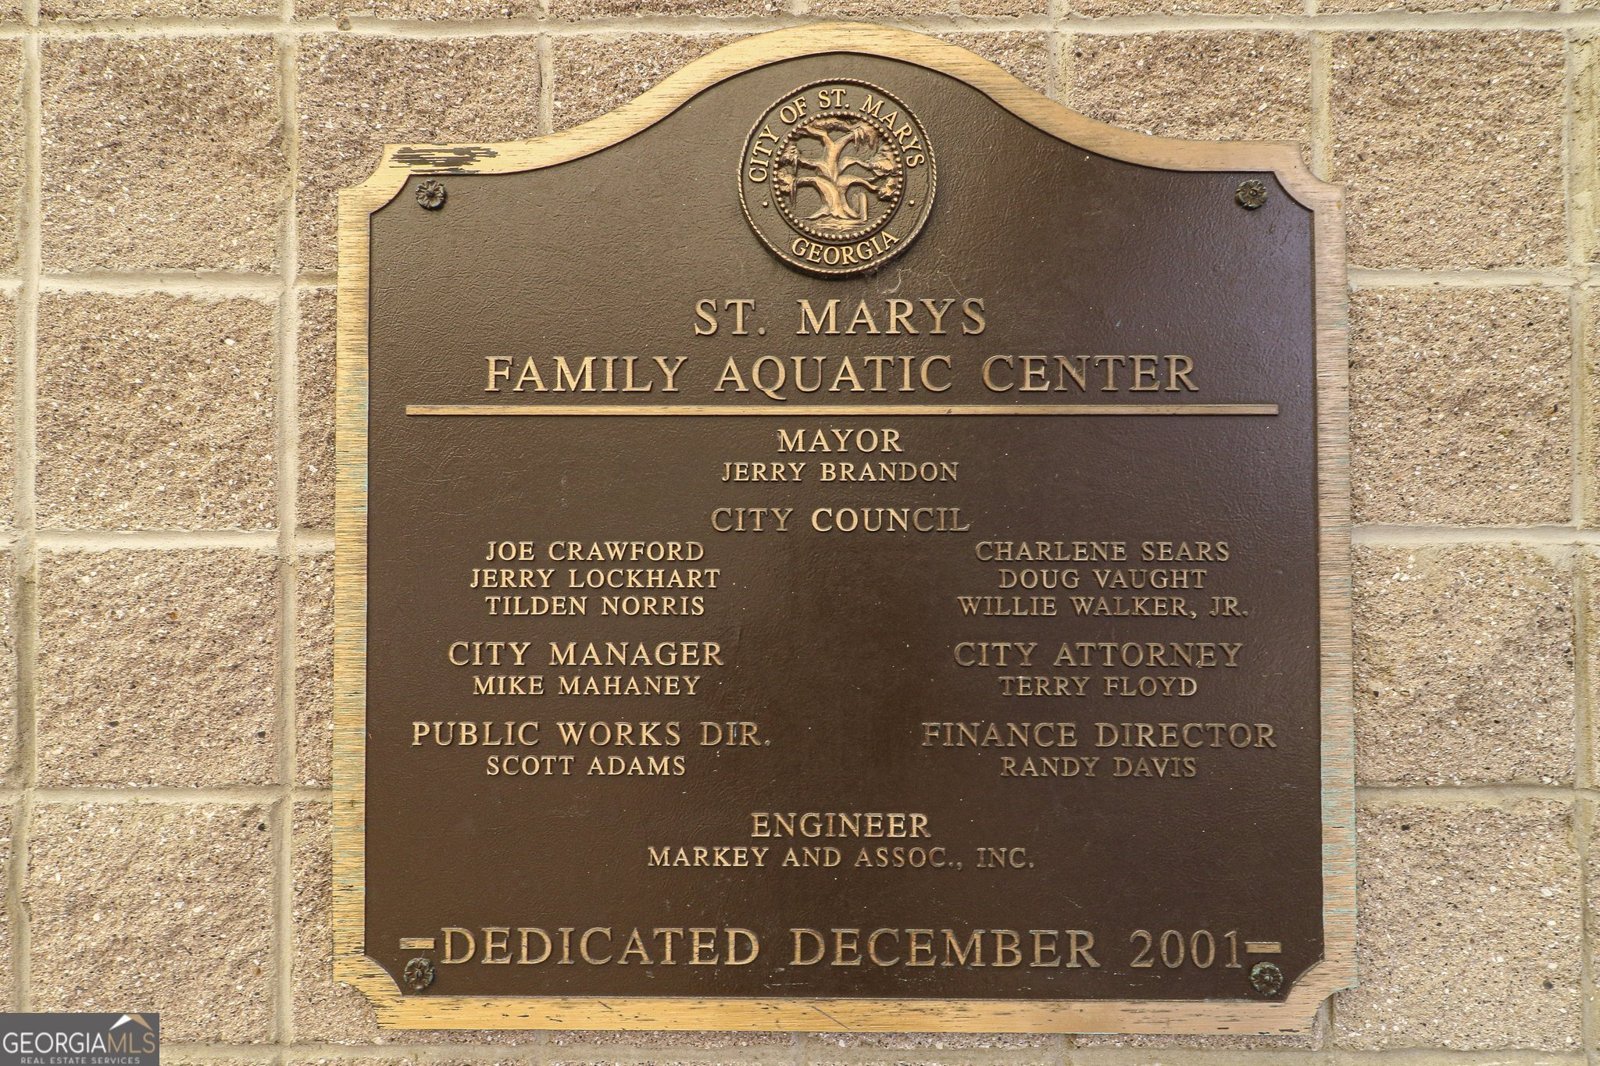 CITY OF ST. MARYS
GEORGIA
ST. MARYS
FAMILY AQUATIC CENTER
MAYOR
JERRY BRANDON
CITY COUNCIL
JOE CRAWFORD
JERRY LOCKHART
TILDEN NORRIS
CHARLENE SEARS
DOUG VAUGHT
WILLIE WALKER, JR.
CITY MANAGER
MIKE MAHANEY
CITY ATTORNEY
TERRY FLOYD
PUBLIC WORKS DIR.
SCOTT ADAMS
FINANCE DIRECTOR
RANDY DAVIS
ENGINEER
MARKEY AND ASSOC., INC.
DEDICATED DECEMBER 2001
GEORGIAMLS
REAL ESTATE SERVICES